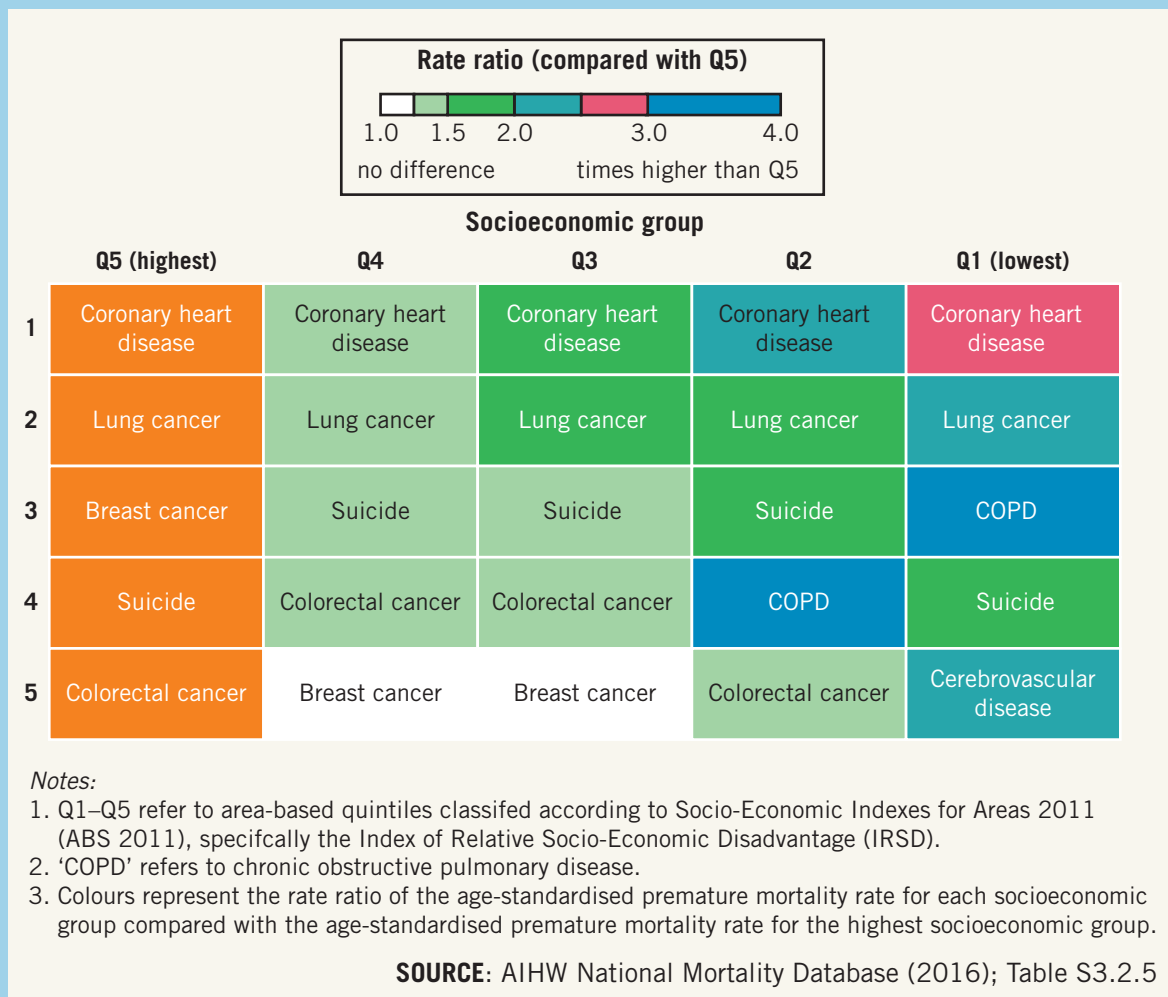 Rate ratio (compared with Q5)
1.0 1.5 2.0 3.0 4.0
no difference times higher than Q5
Socioeconomic group
Q5 (highest) Q4 Q3 Q2 Q1 (lowest)
1
Coronary heart
disease
Coronary heart
disease
Coronary heart
disease
Coronary heart
disease
Coronary heart
disease
2
Lung cancer
Lung cancer
Lung cancer
Lung cancer
Lung cancer
3
Breast cancer
Suicide
Suicide
Suicide
COPD
4
Suicide
Colorectal cancer
Colorectal cancer
COPD
Suicide
5
Colorectal cancer
Breast cancer
Breast cancer
Colorectal cancer
Cerebrovascular
disease
Notes:
1. Q1–Q5 refer to area-based quintiles classifed according to Socio-Economic Indexes for Areas 2011
(ABS 2011), specifcally the Index of Relative Socio-Economic Disadvantage (IRSD).
2. ‘COPD’ refers to chronic obstructive pulmonary disease.
3. Colours represent the rate ratio of the age-standardised premature mortality rate for each socioeconomic
group compared with the age-standardised premature mortality rate for the highest socioeconomic group.
SOURCE: AIHW National Mortality Database (2016); Table S3.2.5